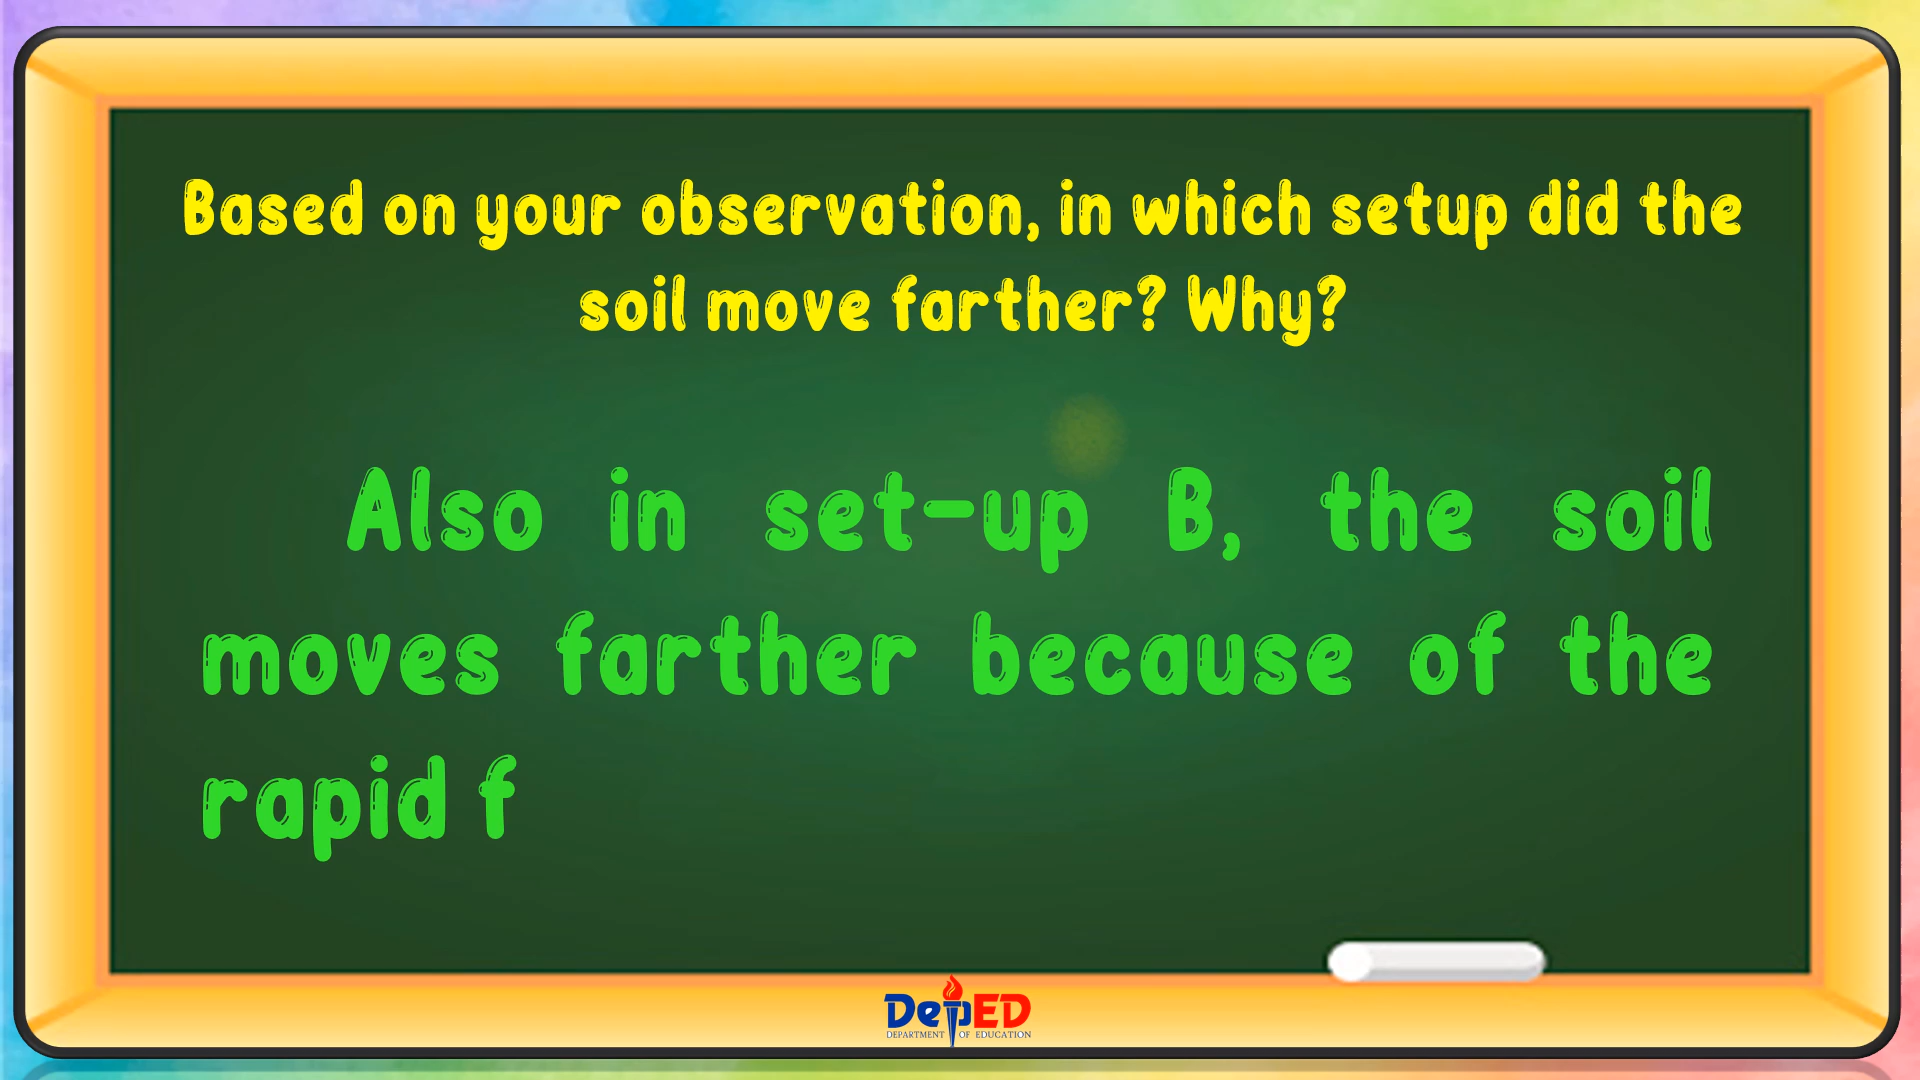 Based on your observation, in which setup did the
soil move farther? Why?
Also in set-up B, the soil
moves farther because of the
rapid f
DepED
DEPARTMENT OF EDUCATION